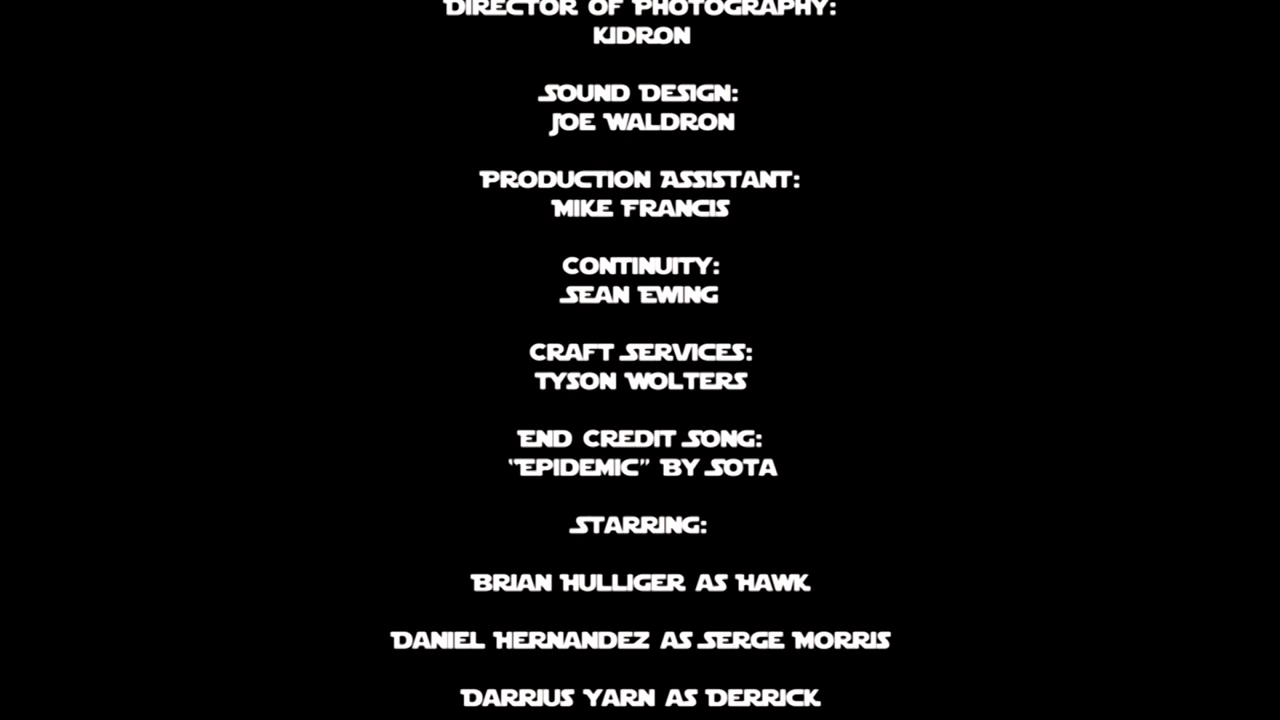 Director of Photography:
Kidron
Sound Design:
Joe Waldron
Production Assistant:
Mike Francis
Continuity:
Sean Ewing
Craft Services:
Tyson Wolters
End Credit Song:
“Epidemic” By Sota
Starring:
Brian Hulliger as Hawk
Daniel Hernandez as Serge Morris
Darrius Yarn as Derrick